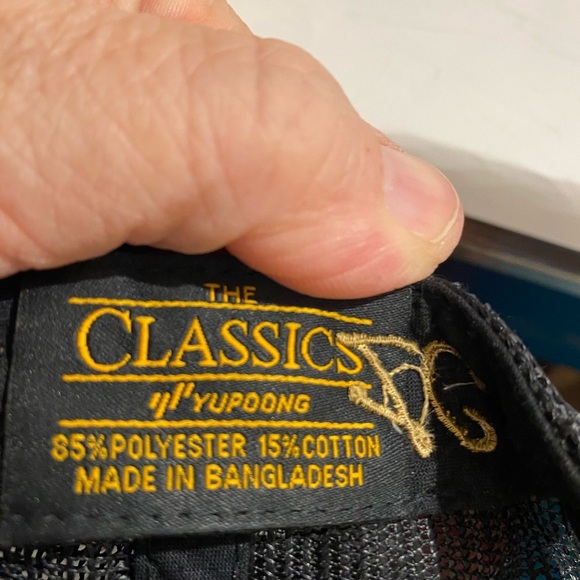 THE
CLASSICS
YUPOONG
85% POLYESTER 15% COTTON
MADE IN BANGLADESH